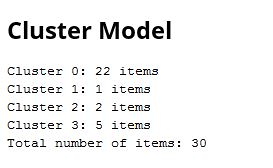 Cluster Model
Cluster 0: 22 items
Cluster 1: 1 items
Cluster 2: 2 items
Cluster 3: 5 items
Total number of items: 30